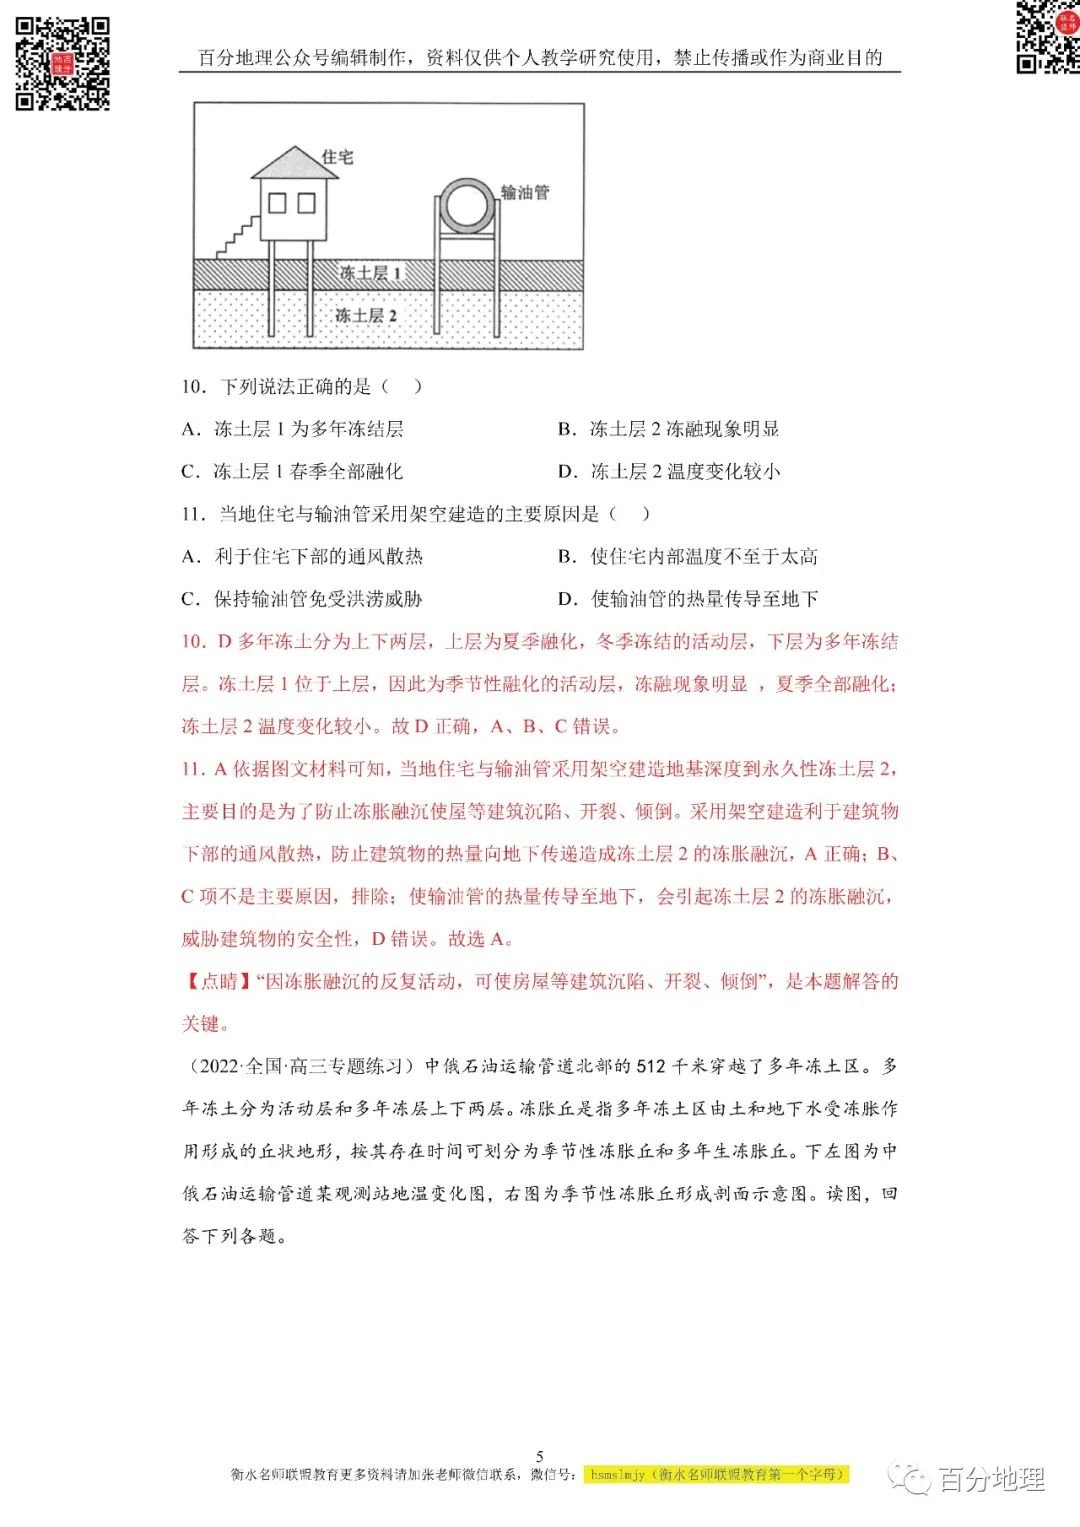 百分地理公众号编辑制作，资料仅供个人教学研究使用，禁止传播或作为商业目的
住宅
输油管
冻土层 1
冻土层 2
10．下列说法正确的是（　）
A．冻土层 1 为多年冻结层
B．冻土层 2 冻融现象明显
C．冻土层 1 春季全部融化
D．冻土层 2 温度变化较小
11．当地住宅与输油管采用架空建造的主要原因是（　）
A．利于住宅下部的通风散热
B．使住宅内部温度不至于太高
C．保持输油管免受洪涝威胁
D．使输油管的热量传导至地下
10．D 多年冻土分为上下两层，上层为夏季融化，冬季冻结的活动层，下层为多年冻结
层。冻土层 1 位于上层，因此为季节性融化的活动层，冻融现象明显 ，夏季全部融化；
冻土层 2 温度变化较小。故 D 正确，A、B、C 错误。
11．A 依据图文材料可知，当地住宅与输油管采用架空建造地基深度到永久性冻土层 2，
主要目的是为了防止冻胀融沉使屋等建筑沉陷、开裂、倾倒。采用架空建造利于建筑物
下部的通风散热，防止建筑物的热量向地下传递造成冻土层 2 的冻胀融沉，A 正确；B、
C 项不是主要原因，排除；使输油管的热量传导至地下，会引起冻土层 2 的冻胀融沉，
威胁建筑物的安全性，D 错误。故选 A。
【点睛】“因冻胀融沉的反复活动，可使房屋等建筑沉陷、开裂、倾倒”，是本题解答的
关键。
（2022·全国·高三专题练习）中俄石油运输管道北部的 512 千米穿越了多年冻土区。多
年冻土分为活动层和多年冻层上下两层。冻胀丘是指多年冻土区由土和地下水受冻胀作
用形成的丘状地形，按其存在时间可划分为季节性冻胀丘和多年生冻胀丘。下左图为中
俄石油运输管道某观测站地温变化图，右图为季节性冻胀丘形成剖面示意图。读图，回
答下列各题。
5
衡水名师联盟教育更多资料请加张老师微信联系，微信号： hsmslmjy（衡水名师联盟教育第一个字母）
百分地理